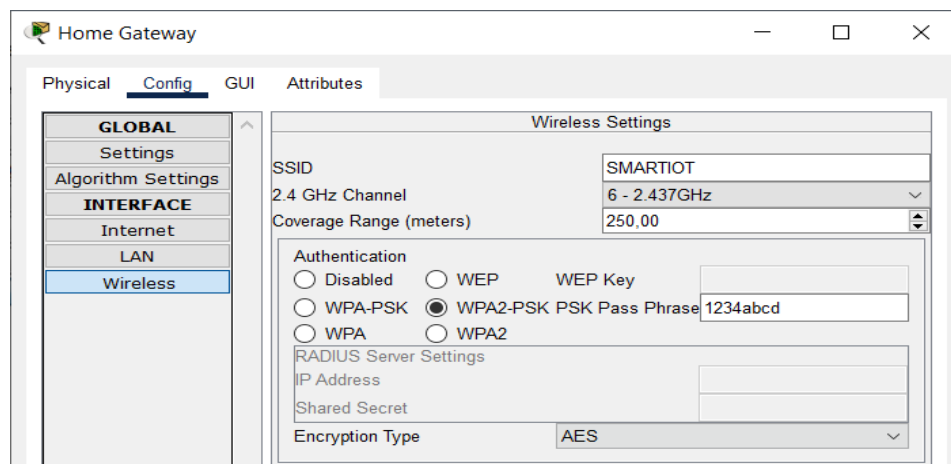 Home Gateway
Physical Config GUI Attributes
GLOBAL
Settings
Algorithm Settings
INTERFACE
Internet
LAN
Wireless
Wireless Settings
SSID SMARTIOT
2.4 GHz Channel 6 - 2.437GHz
Coverage Range (meters) 250,00
Authentication
Disabled WEP WEP Key
WPA-PSK WPA2-PSK PSK Pass Phrase 1234abcd
WPA WPA2
RADIUS Server Settings
IP Address
Shared Secret
Encryption Type AES